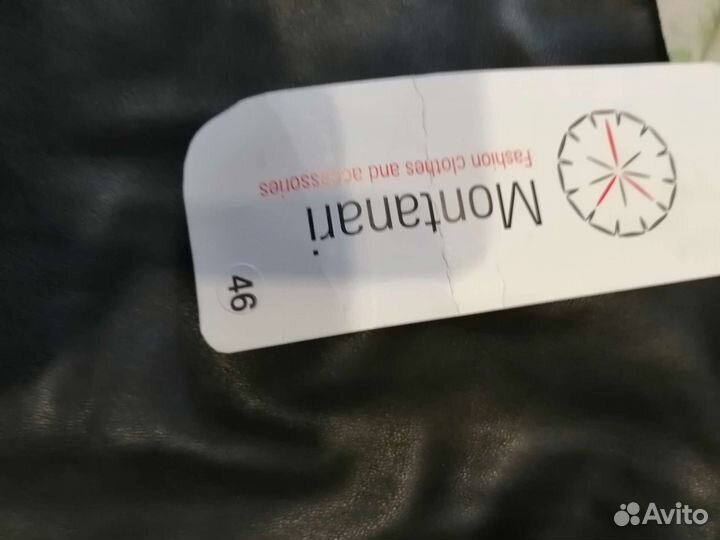 Montanari
Fashion clothes and accessories
46
Avito